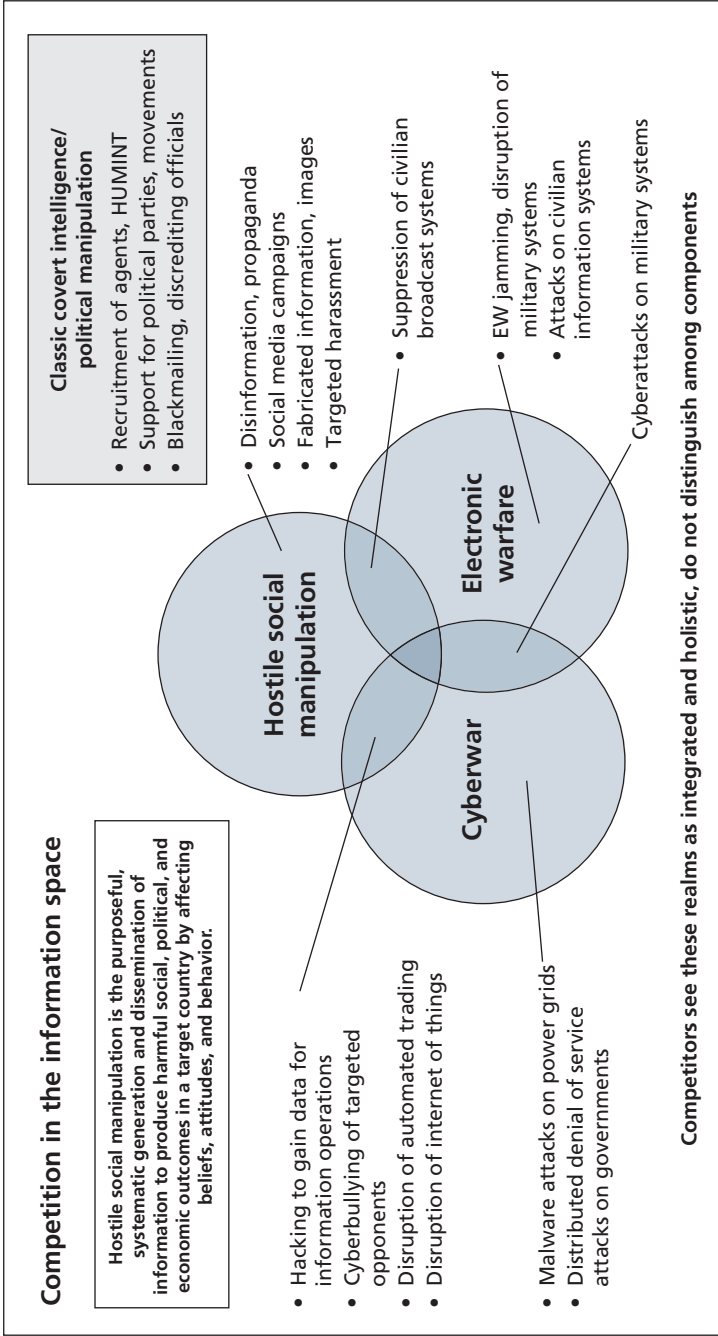 Competition in the information space
Hostile social manipulation is the purposeful,
systematic generation and dissemination of
information to produce harmful social, political, and
economic outcomes in a target country by affecting
beliefs, attitudes, and behavior.
Classic covert intelligence/
political manipulation
• Recruitment of agents, HUMINT
• Support for political parties, movements
• Blackmailing, discrediting officials
• Hacking to gain data for
information operations
• Cyberbullying of targeted
opponents
• Disruption of automated trading
• Disruption of internet of things
Hostile social
manipulation
• Disinformation, propaganda
• Social media campaigns
• Fabricated information, images
• Targeted harassment
• Suppression of civilian
broadcast systems
Cyberwar
Electronic
warfare
• EW jamming, disruption of
military systems
• Attacks on civilian
information systems
• Malware attacks on power grids
• Distributed denial of service
attacks on governments
Cyberattacks on military systems
Competitors see these realms as integrated and holistic, do not distinguish among components